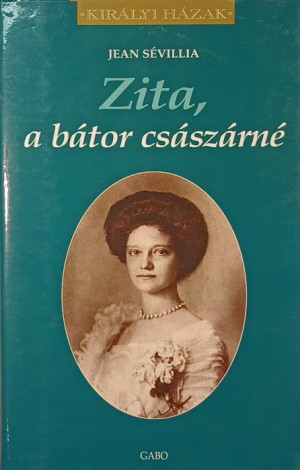 KIRÁLYI HÁZAK
JEAN SÉVILLIA
Zita,
a bátor császárné
GABO